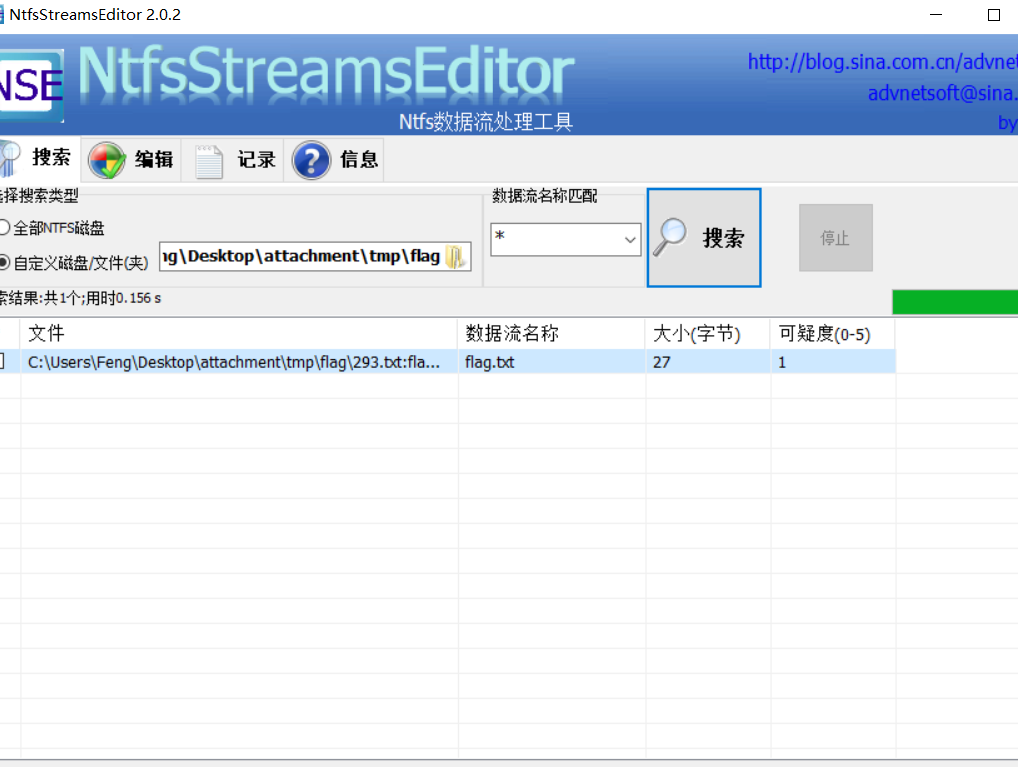 NtfsStreamsEditor 2.0.2
NSE
NtfsStreamsEditor
Ntfs数据流处理工具
http://blog.sina.com.cn/advnet
advnetsoft@sina.
by
搜索
编辑
记录
信息
择搜索类型
全部NTFS磁盘
自定义磁盘/文件(夹)
ng\Desktop\attachment\tmp\flag
数据流名称匹配
*
搜索
停止
索结果:共1个;用时0.156 s
文件 数据流名称 大小(字节) 可疑度(0-5)
C:\Users\Feng\Desktop\attachment\tmp\flag\293.txt:fla... flag.txt 27 1